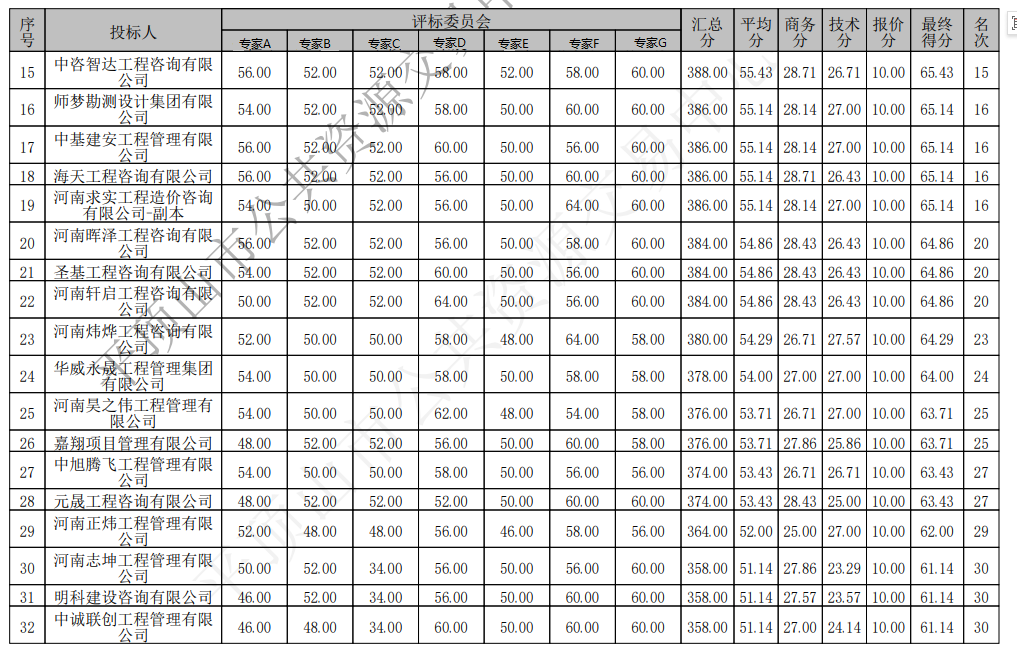 序号 投标人 评标委员会 汇总分 平均分 商务分 技术分 报价分 最终得分 名次
专家A 专家B 专家C 专家D 专家E 专家F 专家G
15 中咨智达工程咨询有限公司 56.00 52.00 52.00 58.00 52.00 58.00 60.00 388.00 55.43 28.71 26.71 10.00 65.43 15
16 师梦勘测设计集团有限公司 54.00 52.00 52.00 58.00 50.00 60.00 60.00 386.00 55.14 28.14 27.00 10.00 65.14 16
17 中基建安工程管理有限公司 56.00 52.00 52.00 60.00 50.00 56.00 60.00 386.00 55.14 28.14 27.00 10.00 65.14 16
18 海天工程咨询有限公司 56.00 52.00 52.00 56.00 50.00 60.00 60.00 386.00 55.14 28.71 26.43 10.00 65.14 16
19 河南求实工程造价咨询有限公司-副本 54.00 50.00 52.00 56.00 50.00 64.00 60.00 386.00 55.14 28.14 27.00 10.00 65.14 16
20 河南晖泽工程咨询有限公司 56.00 52.00 52.00 56.00 50.00 58.00 60.00 384.00 54.86 28.43 26.43 10.00 64.86 20
21 圣基工程咨询有限公司 54.00 52.00 52.00 60.00 50.00 56.00 60.00 384.00 54.86 28.43 26.43 10.00 64.86 20
22 河南轩启工程咨询有限公司 50.00 52.00 52.00 64.00 50.00 56.00 60.00 384.00 54.86 28.43 26.43 10.00 64.86 20
23 河南炜烨工程咨询有限公司 52.00 50.00 50.00 58.00 48.00 64.00 58.00 380.00 54.29 26.71 27.57 10.00 64.29 23
24 华威永晟工程管理集团有限公司 54.00 50.00 50.00 58.00 50.00 58.00 58.00 378.00 54.00 27.00 27.00 10.00 64.00 24
25 河南昊之伟工程管理有限公司 54.00 50.00 50.00 62.00 48.00 54.00 58.00 376.00 53.71 26.71 27.00 10.00 63.71 25
26 嘉翔项目管理有限公司 48.00 52.00 52.00 56.00 50.00 60.00 58.00 376.00 53.71 27.86 25.86 10.00 63.71 25
27 中旭腾飞工程管理有限公司 54.00 50.00 50.00 58.00 50.00 56.00 56.00 374.00 53.43 26.71 26.71 10.00 63.43 27
28 元晟工程咨询有限公司 48.00 52.00 52.00 52.00 50.00 60.00 60.00 374.00 53.43 28.43 25.00 10.00 63.43 27
29 河南正炜工程管理有限公司 52.00 48.00 48.00 56.00 46.00 58.00 56.00 364.00 52.00 25.00 27.00 10.00 62.00 29
30 河南志坤工程管理有限公司 50.00 52.00 34.00 56.00 50.00 56.00 60.00 358.00 51.14 27.86 23.29 10.00 61.14 30
31 明科建设咨询有限公司 46.00 52.00 34.00 56.00 50.00 60.00 60.00 358.00 51.14 27.57 23.57 10.00 61.14 30
32 中诚联创工程管理有限公司 46.00 48.00 34.00 60.00 50.00 60.00 60.00 358.00 51.14 27.00 24.14 10.00 61.14 30
平顶山市公共资源交
平顶山市公共资源交易中心